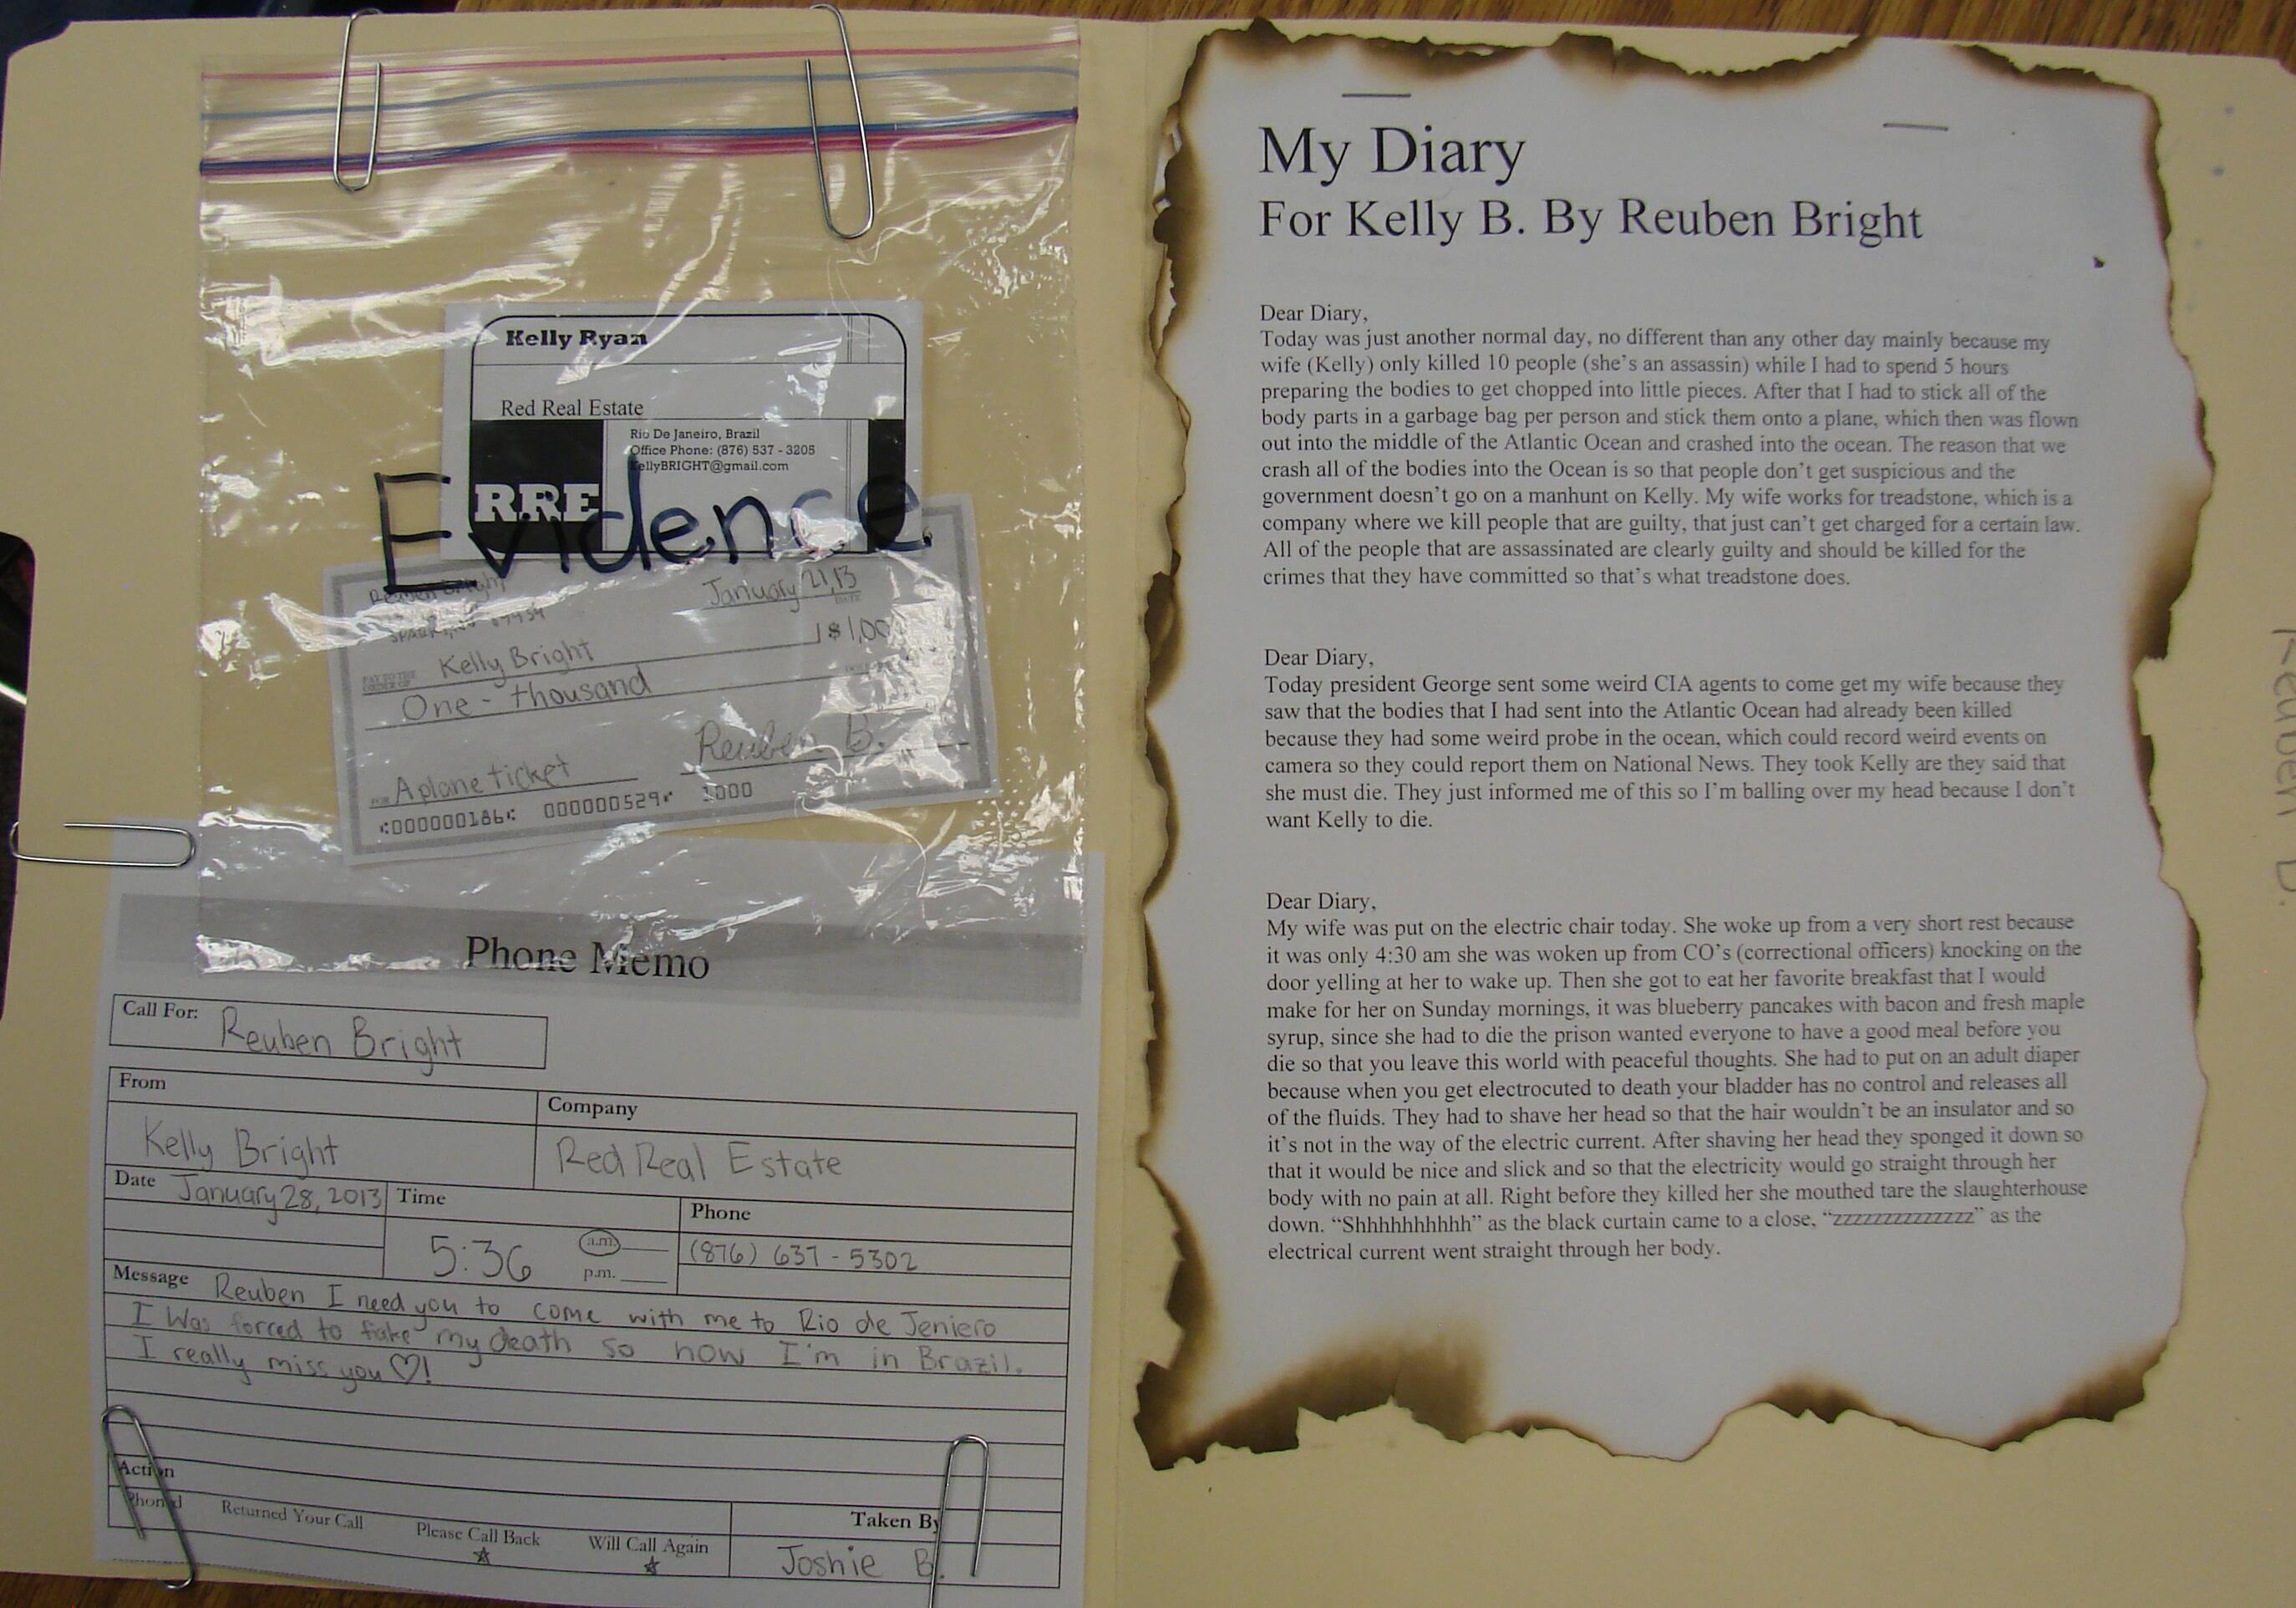 Evidence
Kelly Ryan
Red Real Estate
Rio De Janeiro, Brazil
Office Phone: (876) 537 - 3205
KellyBRIGHT@gmail.com
RRE
Reuben Bright
January 21, 13
DATE
PAY TO THE
ORDER OF
Kelly Bright
$1,00
One - thousand
FOR A plane ticket
Reuben B.
000000186 000000529 1000
Phone Memo
Call For: Reuben Bright
From
Company
Kelly Bright
Red Real Estate
Date January 28, 2013
Time
Phone
5:36
a.m.
p.m.
(876) 637 - 5302
Message Reuben I need you to come with me to Rio de Jeniero
I Was forced to fake my death so now I'm in Brazil.
I really miss you ♡!
Action
Phoned
Returned Your Call
Please Call Back
Will Call Again
Taken By
Joshie B.
My Diary
For Kelly B. By Reuben Bright
Dear Diary,
Today was just another normal day, no different than any other day mainly because my
wife (Kelly) only killed 10 people (she's an assassin) while I had to spend 5 hours
preparing the bodies to get chopped into little pieces. After that I had to stick all of the
body parts in a garbage bag per person and stick them onto a plane, which then was flown
out into the middle of the Atlantic Ocean and crashed into the ocean. The reason that we
crash all of the bodies into the Ocean is so that people don't get suspicious and the
government doesn't go on a manhunt on Kelly. My wife works for treadstone, which is a
company where we kill people that are guilty, that just can't get charged for a certain law.
All of the people that are assassinated are clearly guilty and should be killed for the
crimes that they have committed so that's what treadstone does.
Dear Diary,
Today president George sent some weird CIA agents to come get my wife because they
saw that the bodies that I had sent into the Atlantic Ocean had already been killed
because they had some weird probe in the ocean, which could record weird events on
camera so they could report them on National News. They took Kelly are they said that
she must die. They just informed me of this so I'm balling over my head because I don't
want Kelly to die.
Dear Diary,
My wife was put on the electric chair today. She woke up from a very short rest because
it was only 4:30 am she was woken up from CO's (correctional officers) knocking on the
door yelling at her to wake up. Then she got to eat her favorite breakfast that I would
make for her on Sunday mornings, it was blueberry pancakes with bacon and fresh maple
syrup, since she had to die the prison wanted everyone to have a good meal before you
die so that you leave this world with peaceful thoughts. She had to put on an adult diaper
because when you get electrocuted to death your bladder has no control and releases all
of the fluids. They had to shave her head so that the hair wouldn't be an insulator and so
it's not in the way of the electric current. After shaving her head they sponged it down so
that it would be nice and slick and so that the electricity would go straight through her
body with no pain at all. Right before they killed her she mouthed tare the slaughterhouse
down. “Shhhhhhhhhhh” as the black curtain came to a close, “zzzzzzzzzzzzzzz” as the
electrical current went straight through her body.
Reuben B.